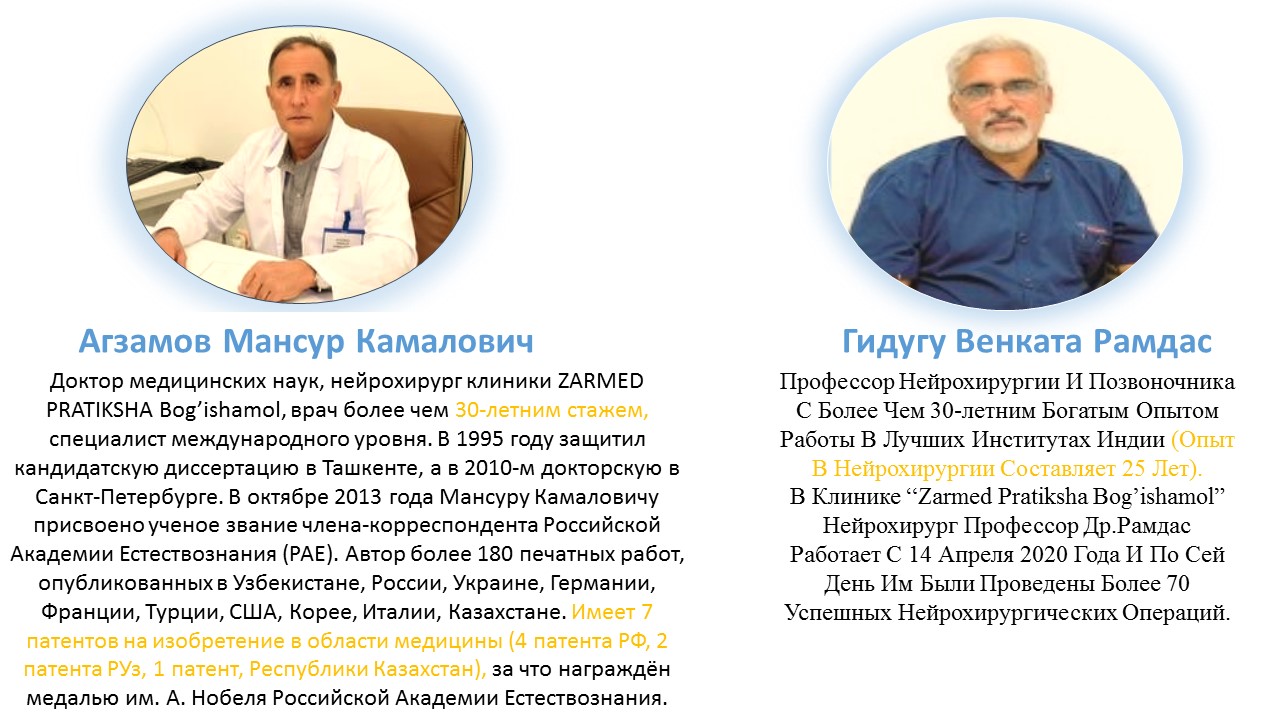 Агзамов Мансур Камалович
Доктор медицинских наук, нейрохирург клиники ZARMED
PRATIKSHA Bog’ishamol, врач более чем 30-летним стажем,
специалист международного уровня. В 1995 году защитил
кандидатскую диссертацию в Ташкенте, а в 2010-м докторскую в
Санкт-Петербурге. В октябре 2013 года Мансуру Камаловичу
присвоено ученое звание члена-корреспондента Российской
Академии Естествознания (РАЕ). Автор более 180 печатных работ,
опубликованных в Узбекистане, России, Украине, Германии,
Франции, Турции, США, Корее, Италии, Казахстане. Имеет 7
патентов на изобретение в области медицины (4 патента РФ, 2
патента РУз, 1 патент, Республики Казахстан), за что награждён
медалью им. А. Нобеля Российской Академии Естествознания.
Гидугу Венката Рамдас
Профессор Нейрохирургии И Позвоночника
С Более Чем 30-летним Богатым Опытом
Работы В Лучших Институтах Индии (Опыт
В Нейрохирургии Составляет 25 Лет).
В Клинике “Zarmed Pratiksha Bog’ishamol”
Нейрохирург Профессор Др.Рамдас
Работает С 14 Апреля 2020 Года И По Сей
День Им Были Проведены Более 70
Успешных Нейрохирургических Операций.